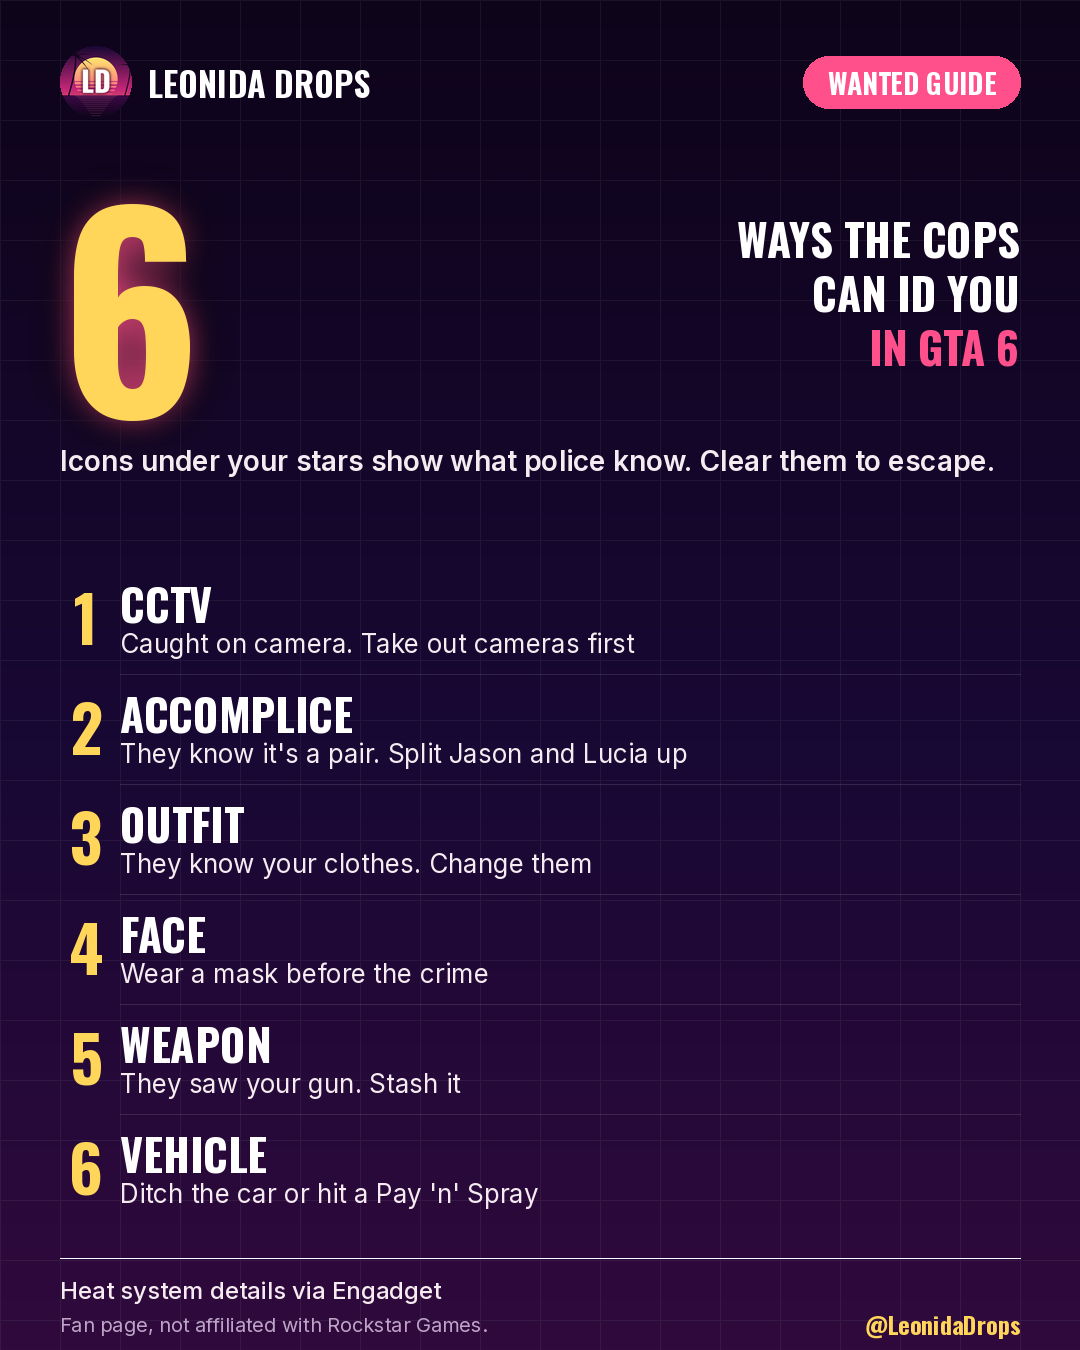 LD
LEONIDA DROPS
WANTED GUIDE
6
WAYS THE COPS
CAN ID YOU
IN GTA 6
Icons under your stars show what police know. Clear them to escape.
1
CCTV
Caught on camera. Take out cameras first
2
ACCOMPLICE
They know it's a pair. Split Jason and Lucia up
3
OUTFIT
They know your clothes. Change them
4
FACE
Wear a mask before the crime
5
WEAPON
They saw your gun. Stash it
6
VEHICLE
Ditch the car or hit a Pay 'n' Spray
Heat system details via Engadget
Fan page, not affiliated with Rockstar Games.
@LeonidaDrops